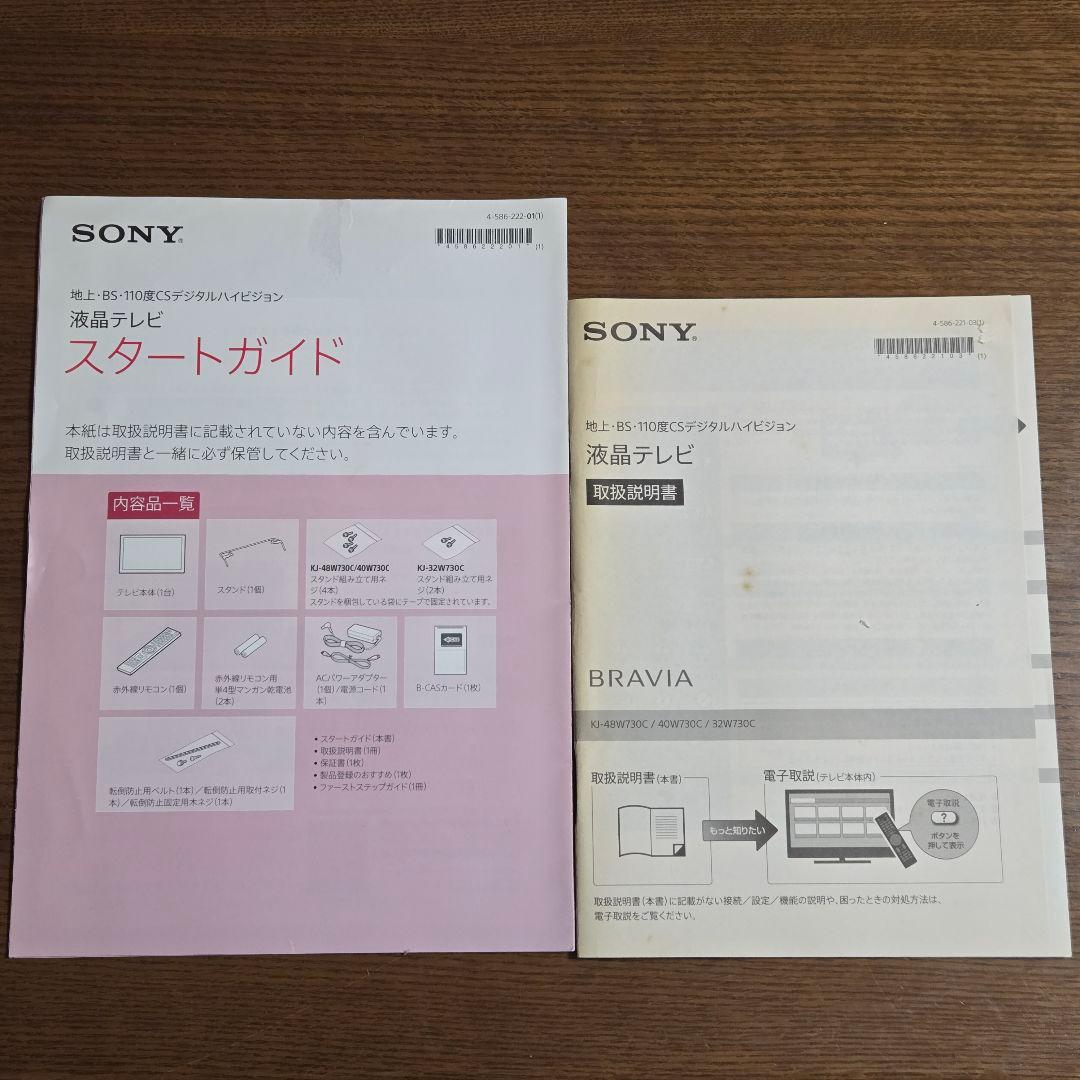 SONY®
4-586-222-01(1)
*458622201*(1)
地上・BS・110度CSデジタルハイビジョン
液晶テレビ
スタートガイド
本紙は取扱説明書に記載されていない内容を含んでいます。
取扱説明書と一緒に必ず保管してください。
内容品一覧
テレビ本体(1台)
スタンド(1個)
KJ-48W730C/40W730C
スタンド組み立て用ネ
ジ(4本)
KJ-32W730C
スタンド組み立て用ネ
ジ(2本)
スタンドを梱包している袋にテープで固定されています。
赤外線リモコン(1個)
赤外線リモコン用
単4型マンガン乾電池
(2本)
ACパワーアダプター
(1個)/電源コード(1
本)
B-CASカード(1枚)
転倒防止用ベルト(1本)/転倒防止用取付ネジ(1
本)/転倒防止固定用木ネジ(1本)
• スタートガイド(本書)
• 取扱説明書(1冊)
• 保証書(1枚)
• 製品登録のおすすめ(1枚)
• ファーストステップガイド(1冊)
SONY®
4-586-221-03(1)
*458622103*(1)
地上・BS・110度CSデジタルハイビジョン
液晶テレビ
取扱説明書
BRAVIA
KJ-48W730C / 40W730C / 32W730C
取扱説明書(本書)
もっと知りたい
電子取説(テレビ本体内)
電子取説
?
ボタンを
押して表示
取扱説明書(本書)に記載がない接続/設定/機能の説明や、困ったときの対処方法は、
電子取説をご覧ください。